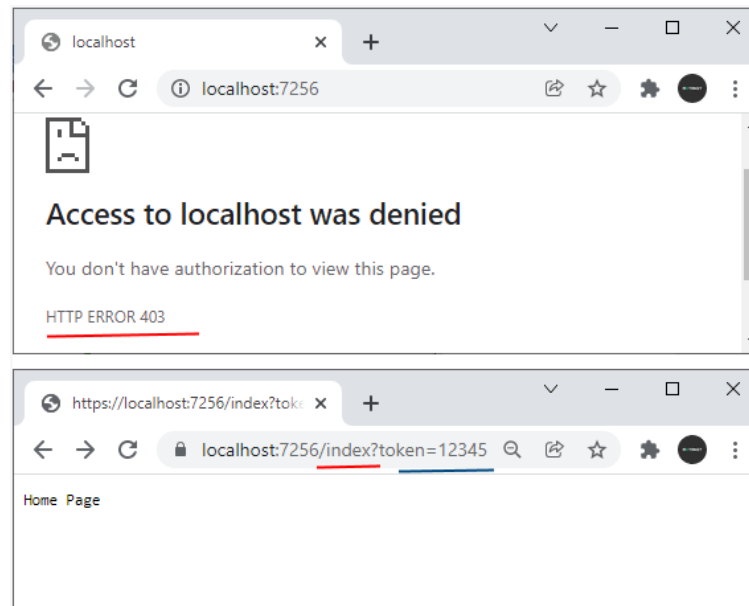 localhost
localhost:7256
Access to localhost was denied
You don't have authorization to view this page.
HTTP ERROR 403
https://localhost:7256/index?toke
localhost:7256/index?token=12345
Home Page